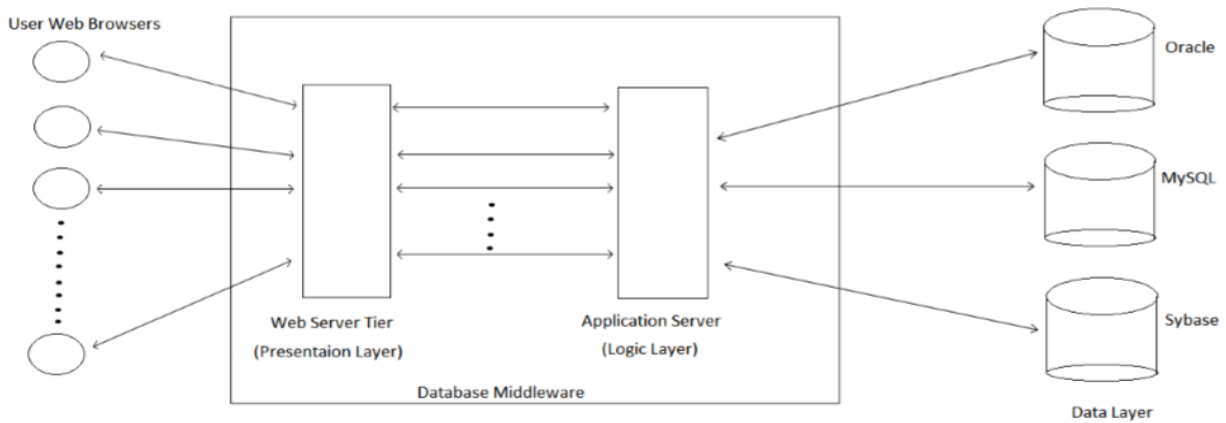 User Web Browsers
Oracle
MySQL
Sybase
Web Server Tier
(Presentaion Layer)
Application Server
(Logic Layer)
Database Middleware
Data Layer